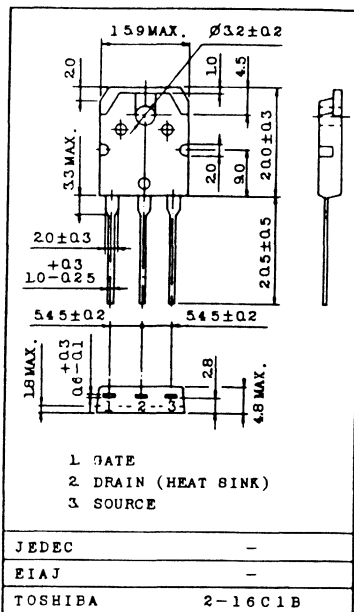 15.9 MAX.
Ø3.2±0.2
2.0
1.0
4.5
3.3 MAX.
2.0
9.0
20.0±0.3
2.0±0.3
+0.3
1.0-0.25
20.5±0.5
5.45±0.2
5.45±0.2
1.8 MAX.
+0.3
0.6-0.1
1 2 3
2.8
4.8 MAX.
1. GATE
2. DRAIN (HEAT SINK)
3. SOURCE
JEDEC —
EIAJ —
TOSHIBA 2-16C1B